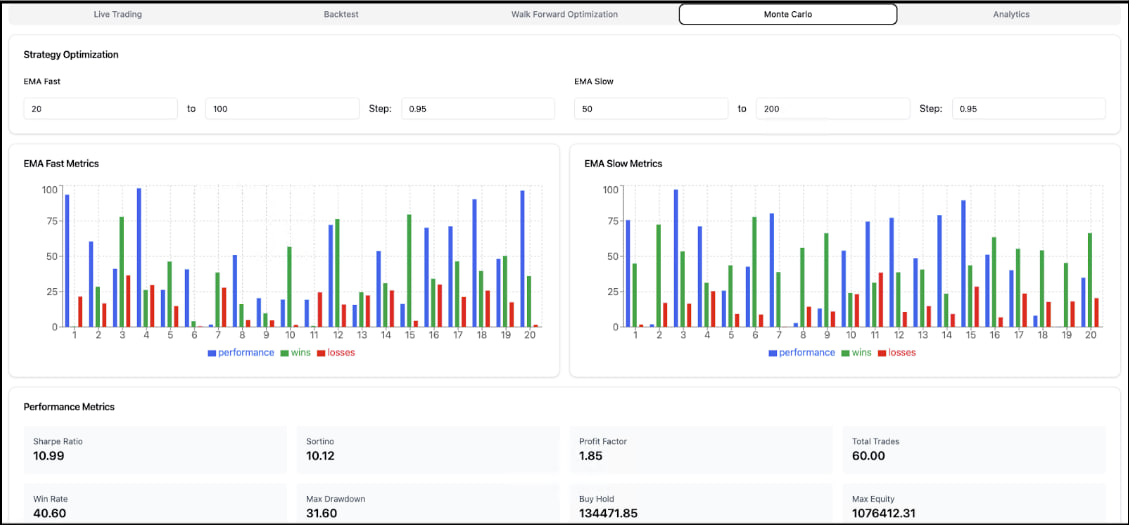 Live Trading Backtest Walk Forward Optimization Monte Carlo Analytics
Strategy Optimization
EMA Fast EMA Slow
20 to 100 Step: 0.95 50 to 200 Step: 0.95
EMA Fast Metrics
100
75
50
25
0
1 2 3 4 5 6 7 8 9 10 11 12 13 14 15 16 17 18 19 20
performance wins losses
EMA Slow Metrics
100
75
50
25
0
1 2 3 4 5 6 7 8 9 10 11 12 13 14 15 16 17 18 19 20
performance wins losses
Performance Metrics
Sharpe Ratio Sortino Profit Factor Total Trades
10.99 10.12 1.85 60.00
Win Rate Max Drawdown Buy Hold Max Equity
40.60 31.60 134471.85 1076412.31